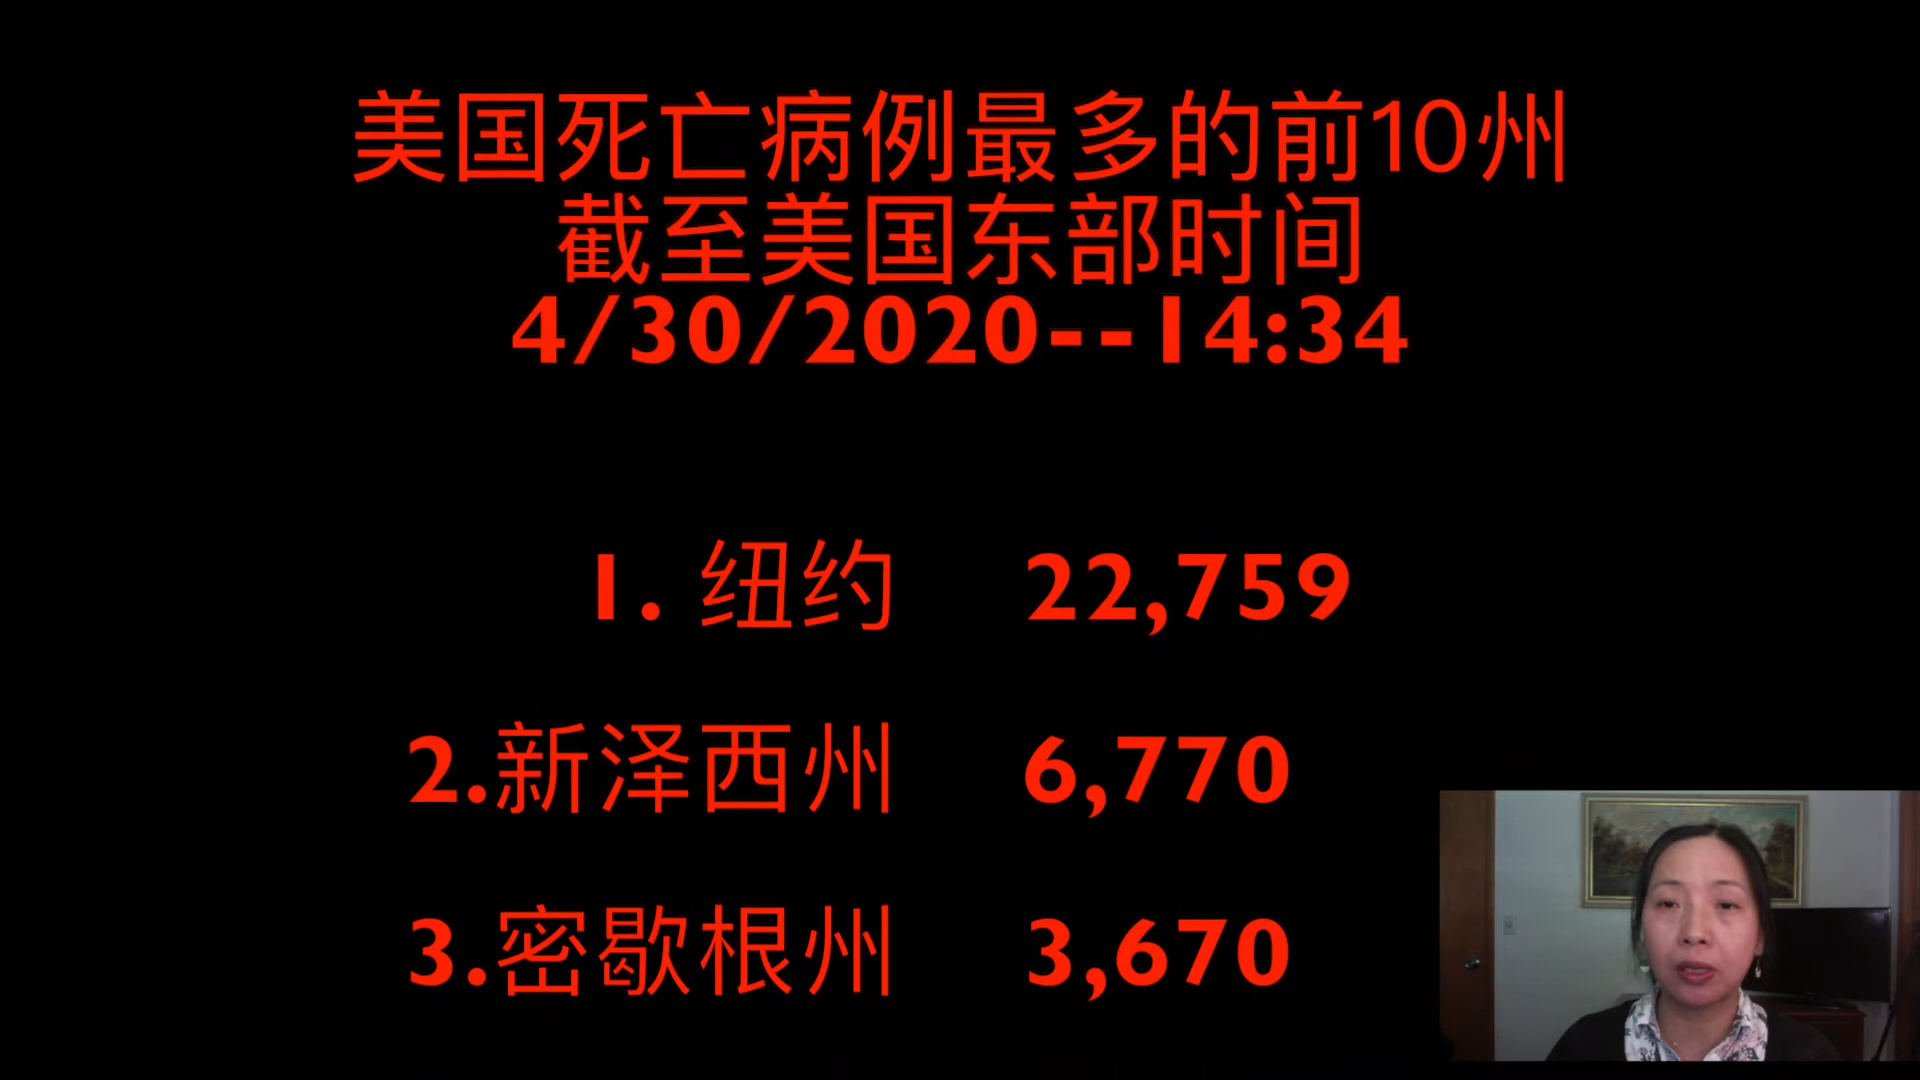 美国死亡病例最多的前10州
截至美国东部时间
4/30/2020--14:34
1. 纽约 22,759
2.新泽西州 6,770
3.密歇根州 3,670